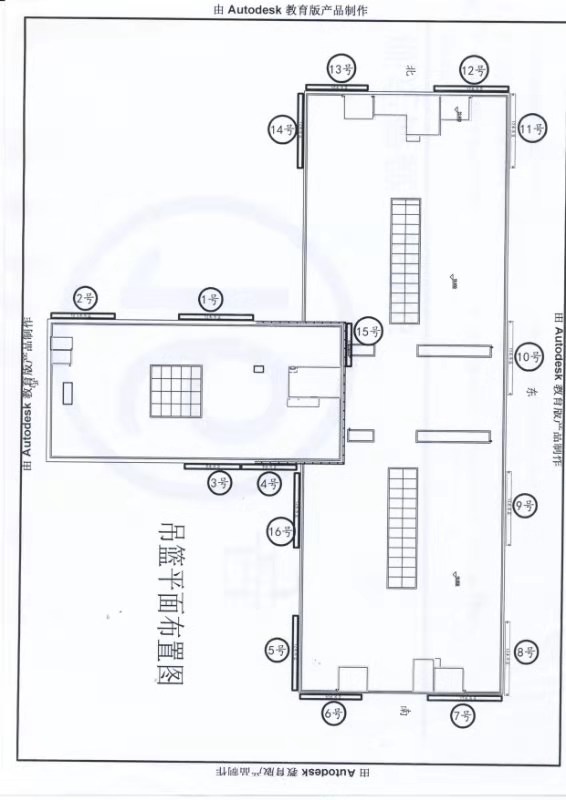 由 Autodesk 教育版产品制作
13号
北
12号
14号
11号
2号
1号
15号
10号
东
由 Autodesk 教育版产品制作
由 Autodesk 教育版产品制作
3号
4号
9号
16号
吊篮平面布置图
5号
8号
6号
南
7号
由 Autodesk 教育版产品制作